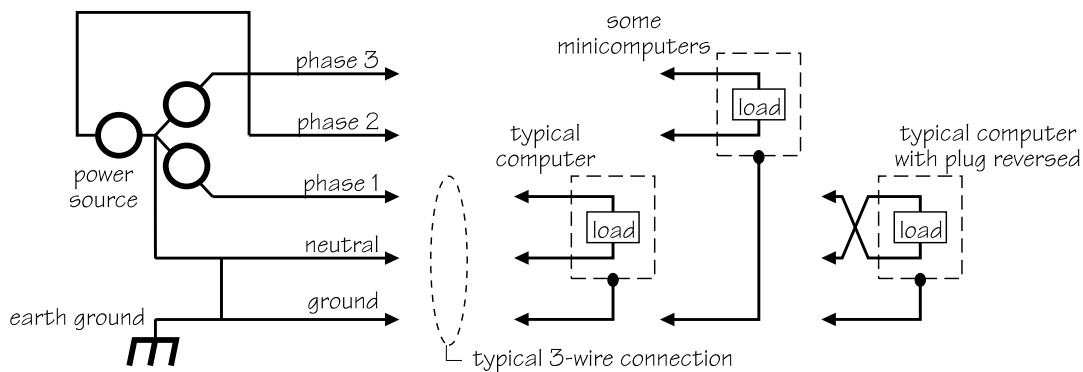 some
minicomputers
phase 3
load
phase 2
typical
computer
typical computer
with plug reversed
power
source
phase 1
load
load
neutral
ground
earth ground
typical 3-wire connection